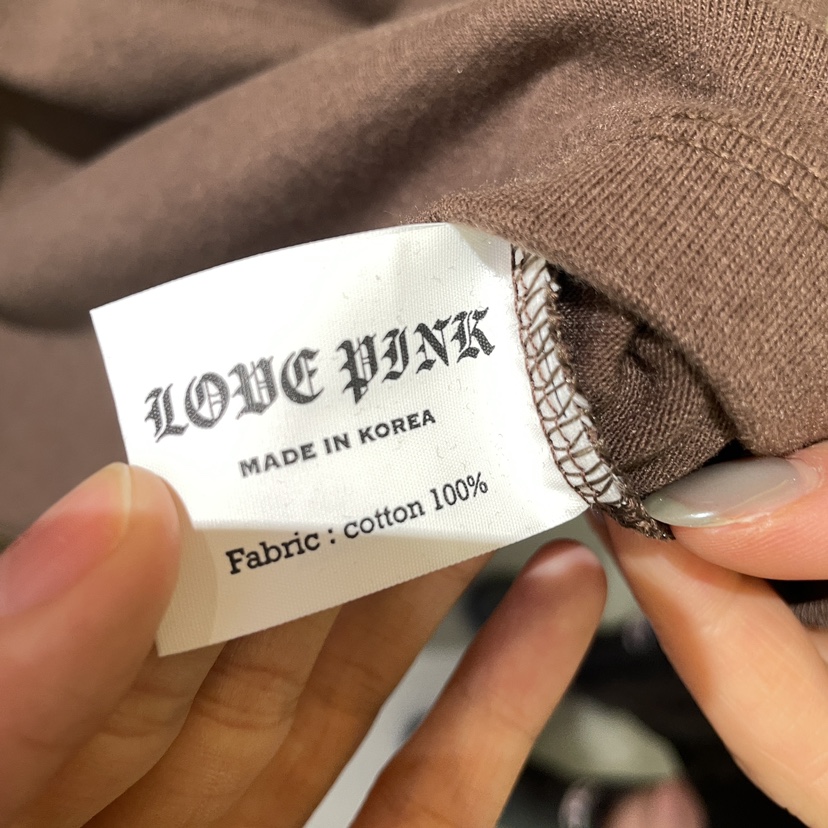 LOVE PINK
MADE IN KOREA
Fabric : cotton 100%